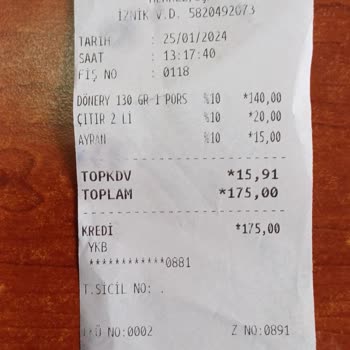 İZNİK V.D. 5820492073
TARİH : 25/01/2024
SAAT : 13:17:40
FİŞ NO : 0118
DÖNERY 130 GR 1 PORS %10 *140,00
ÇITIR 2 Lİ %10 *20,00
AYRAN %10 *15,00
TOPKDV *15,91
TOPLAM *175,00
KREDİ *175,00
YKB
************0881
T.SİCİL NO: .
NO:0002 Z NO:0891